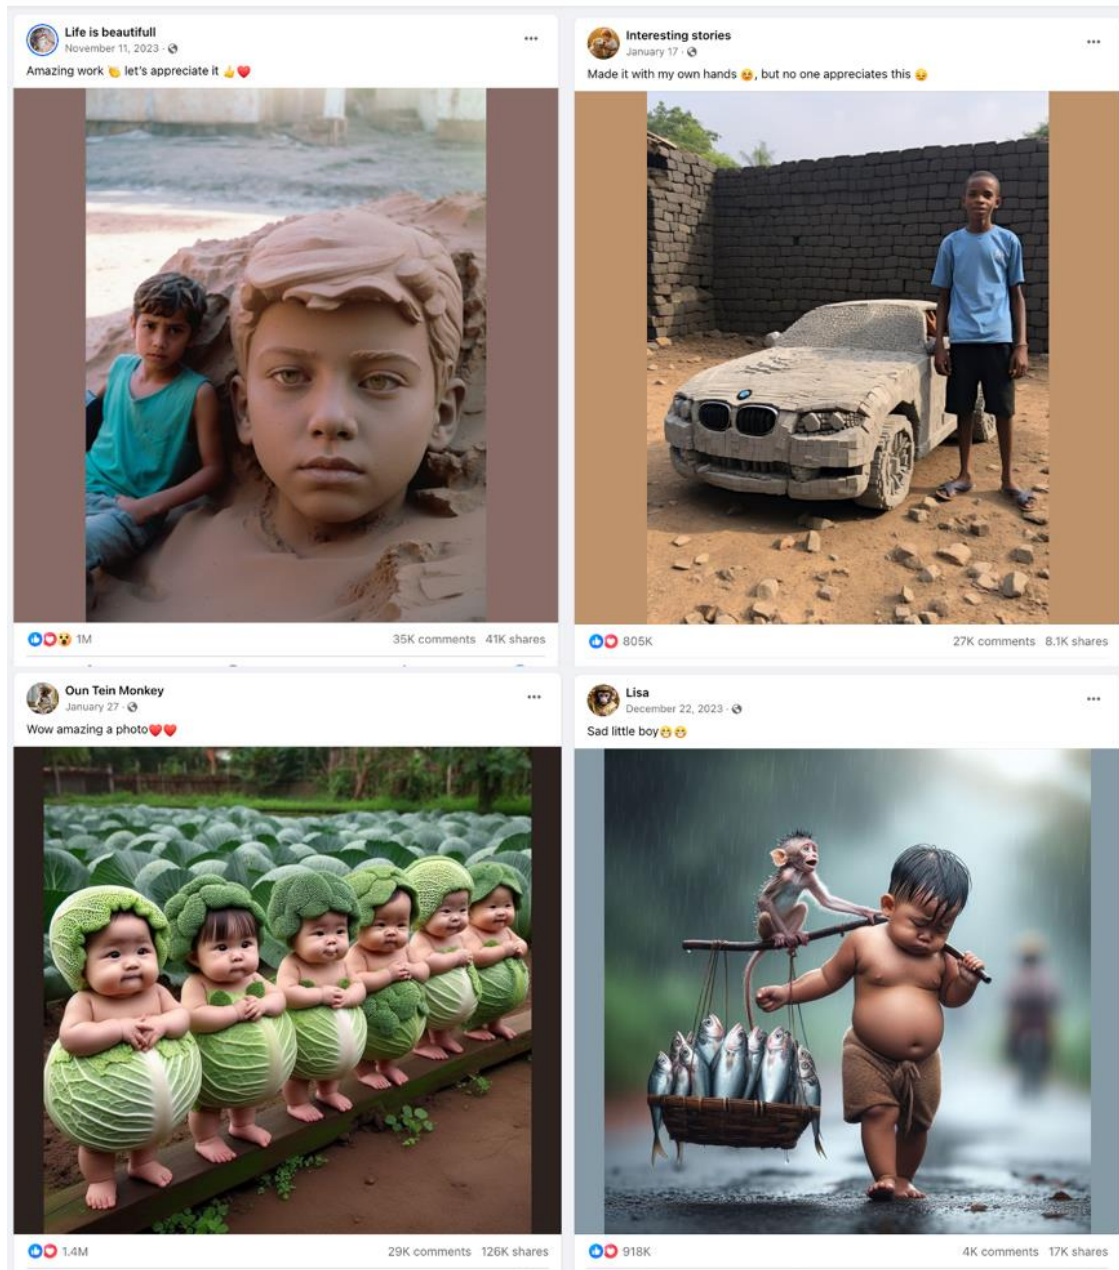 Life is beautifull
November 11, 2023 ·
Amazing work 👏 let's appreciate it 👍❤️
1M
35K comments 41K shares
Interesting stories
January 17 ·
Made it with my own hands 🥹, but no one appreciates this 😔
805K
27K comments 8.1K shares
Oun Tein Monkey
January 27 ·
Wow amazing a photo❤️❤️
1.4M
29K comments 126K shares
Lisa
December 22, 2023 ·
Sad little boy😁😁
918K
4K comments 17K shares